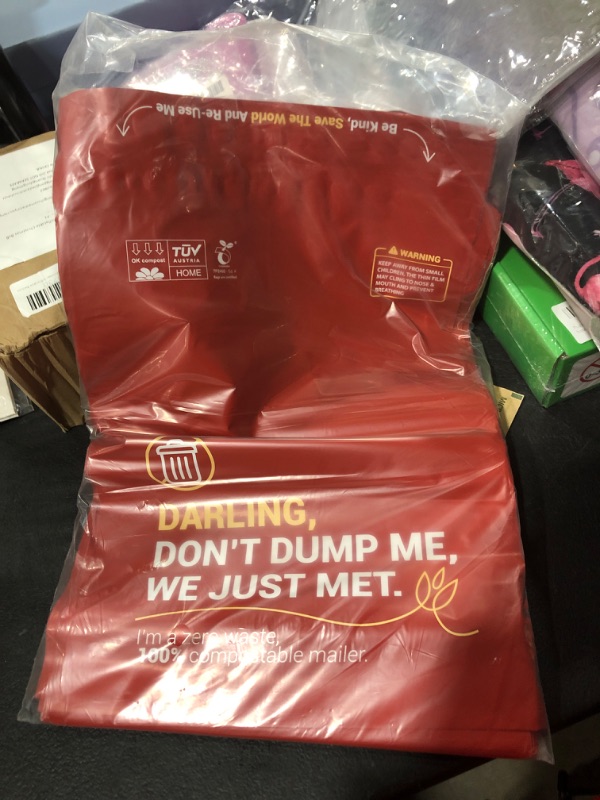 Be Kind, Save The World And Re-Use Me
OK compost
TÜV
AUSTRIA
HOME
WARNING
KEEP AWAY FROM SMALL
CHILDREN, THE THIN FILM
MAY CLING TO NOSE &
MOUTH AND PREVENT
BREATHING
DARLING,
DON'T DUMP ME,
WE JUST MET.
I'm a zero waste,
100% compostable mailer.